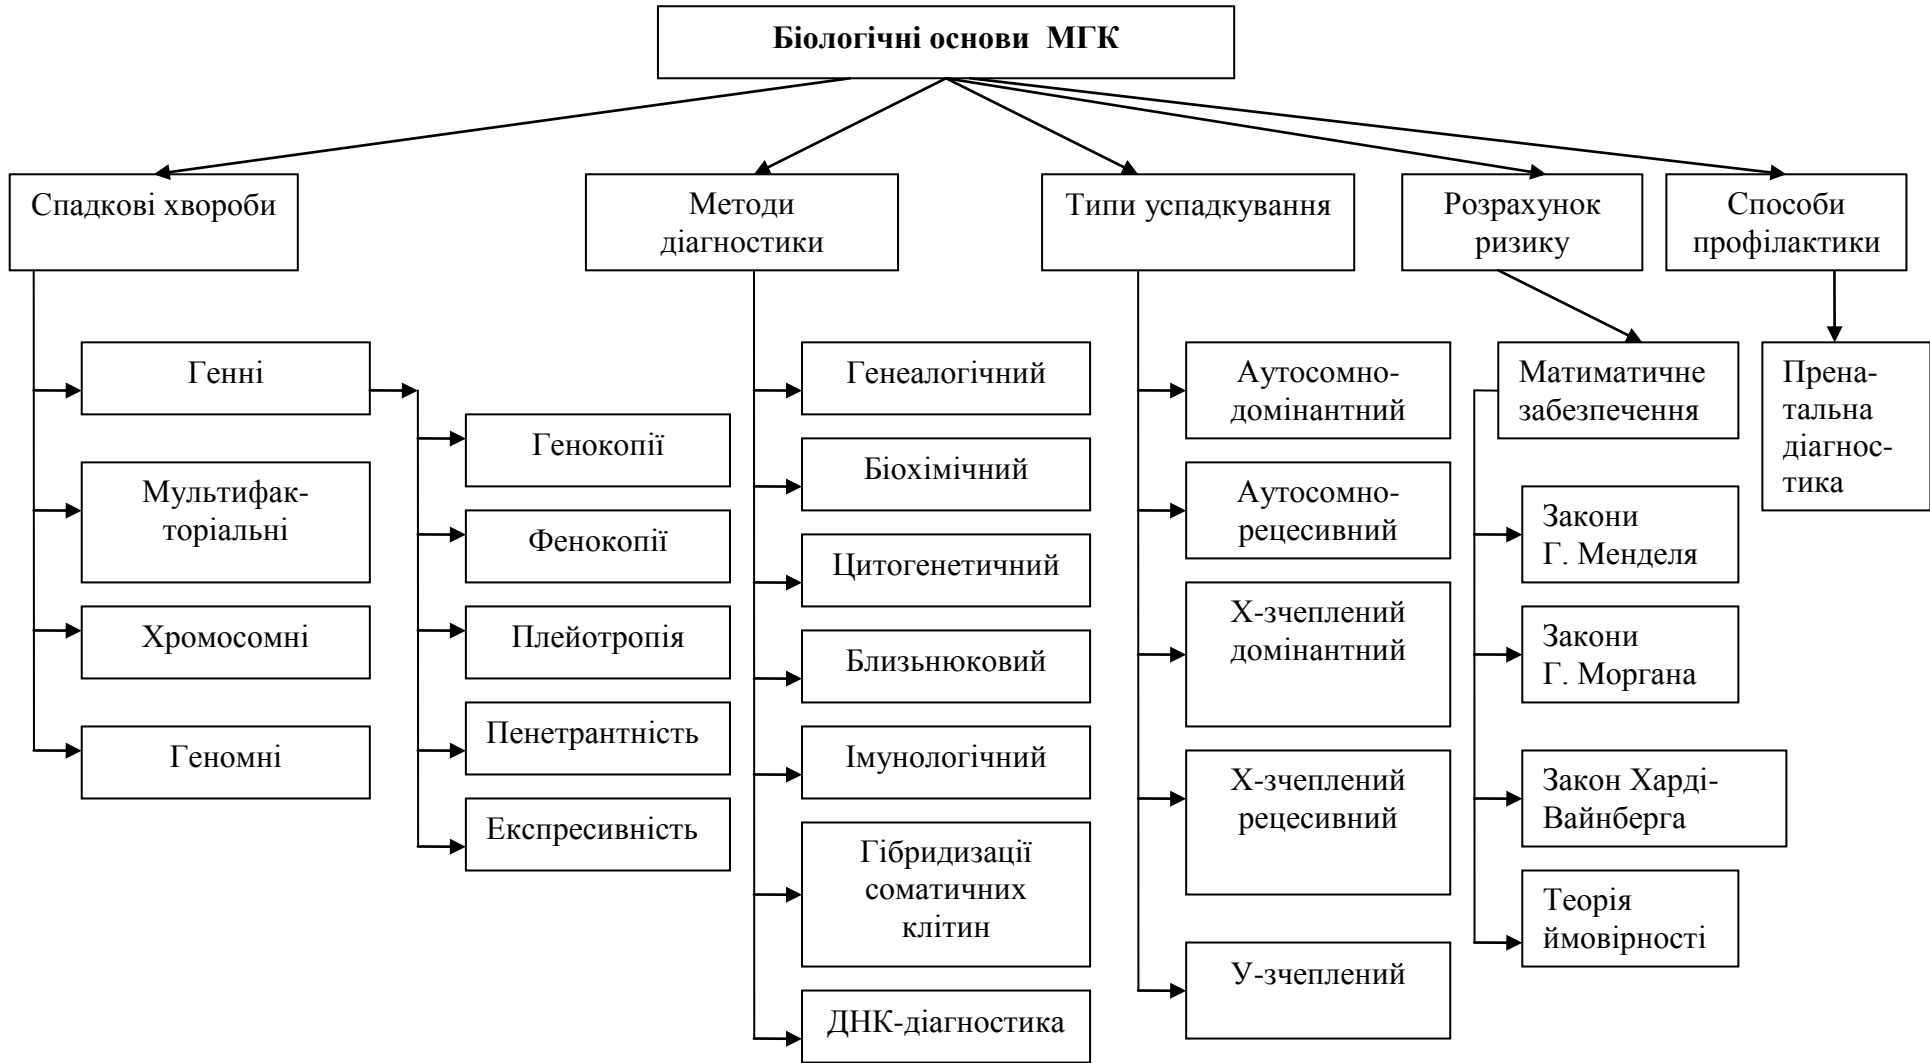 Біологічні основи МГК
Спадкові хвороби
Методи
діагностики
Типи успадкування
Розрахунок
ризику
Способи
профілактики
Генні
Мультифак-
торіальні
Хромосомні
Геномні
Генокопії
Фенокопії
Плейотропія
Пенетрантність
Експресивність
Генеалогічний
Біохімічний
Цитогенетичний
Близьнюковий
Імунологічний
Гібридизації
соматичних
клітин
ДНК-діагностика
Аутосомно-
домінантний
Аутосомно-
рецесивний
Х-зчеплений
домінантний
Х-зчеплений
рецесивний
У-зчеплений
Матиматичне
забезпечення
Закони
Г. Менделя
Закони
Г. Моргана
Закон Харді-
Вайнберга
Теорія
ймовірності
Прена-
тальна
діагнос-
тика